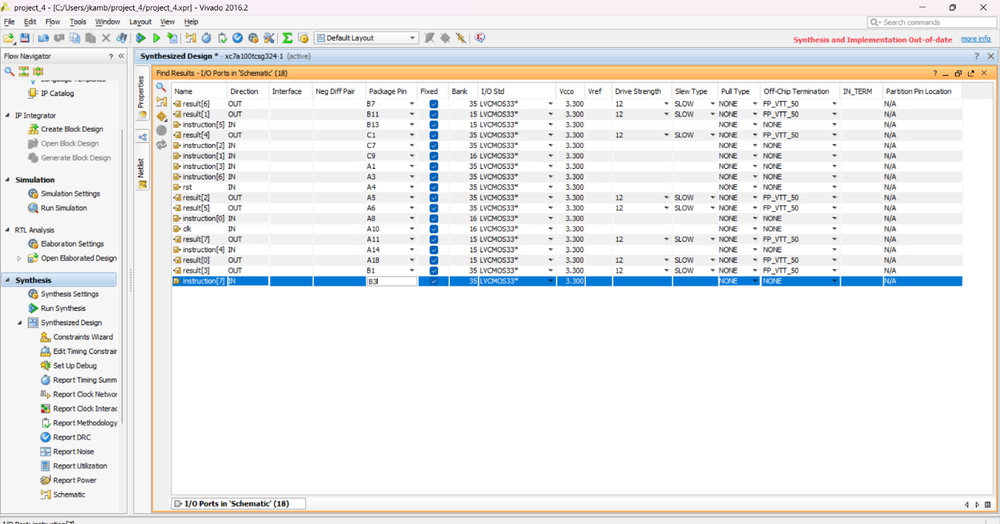 project_4 - [C:/Users/jkamb/project_4/project_4.xpr] - Vivado 2016.2
File Edit Flow Tools Window Layout View Help
Search commands
Default Layout
Synthesis and Implementation Out-of-date more info
Flow Navigator ? «
Language Templates
IP Catalog
IP Integrator
Create Block Design
Open Block Design
Generate Block Design
Simulation
Simulation Settings
Run Simulation
RTL Analysis
Elaboration Settings
Open Elaborated Design
Synthesis
Synthesis Settings
Run Synthesis
Synthesized Design
Constraints Wizard
Edit Timing Constrair
Set Up Debug
Report Timing Summ
Report Clock Networ
Report Clock Interac
Report Methodology
Report DRC
Report Noise
Report Utilization
Report Power
Schematic
Synthesized Design * - xc7a100tcsg324-1 (active)
Properties
Netlist
Find Results - I/O Ports in 'Schematic' (18)
Name Direction Interface Neg Diff Pair Package Pin Fixed Bank I/O Std Vcco Vref Drive Strength Slew Type Pull Type Off-Chip Termination IN_TERM Partition Pin Location
result[6] OUT B7 35 LVCMOS33* 3.300 12 SLOW NONE FP_VTT_50 N/A
result[1] OUT B11 15 LVCMOS33* 3.300 12 SLOW NONE FP_VTT_50 N/A
instruction[5] IN B13 15 LVCMOS33* 3.300 NONE NONE N/A
result[4] OUT C1 35 LVCMOS33* 3.300 12 SLOW NONE FP_VTT_50 N/A
instruction[2] IN C7 35 LVCMOS33* 3.300 NONE NONE N/A
instruction[1] IN C9 16 LVCMOS33* 3.300 NONE NONE N/A
instruction[3] IN A1 35 LVCMOS33* 3.300 NONE NONE N/A
instruction[6] IN A3 35 LVCMOS33* 3.300 NONE NONE N/A
rst IN A4 35 LVCMOS33* 3.300 NONE NONE N/A
result[2] OUT A5 35 LVCMOS33* 3.300 12 SLOW NONE FP_VTT_50 N/A
result[5] OUT A6 35 LVCMOS33* 3.300 12 SLOW NONE FP_VTT_50 N/A
instruction[0] IN A8 16 LVCMOS33* 3.300 NONE NONE N/A
clk IN A10 16 LVCMOS33* 3.300 NONE NONE N/A
result[7] OUT A11 15 LVCMOS33* 3.300 12 SLOW NONE FP_VTT_50 N/A
instruction[4] IN A14 15 LVCMOS33* 3.300 NONE NONE N/A
result[0] OUT A18 15 LVCMOS33* 3.300 12 SLOW NONE FP_VTT_50 N/A
result[3] OUT B1 35 LVCMOS33* 3.300 12 SLOW NONE FP_VTT_50 N/A
instruction[7] IN B3 35 LVCMOS33* 3.300 NONE NONE N/A
I/O Ports in 'Schematic' (18)
I/O Port: instruction[7]